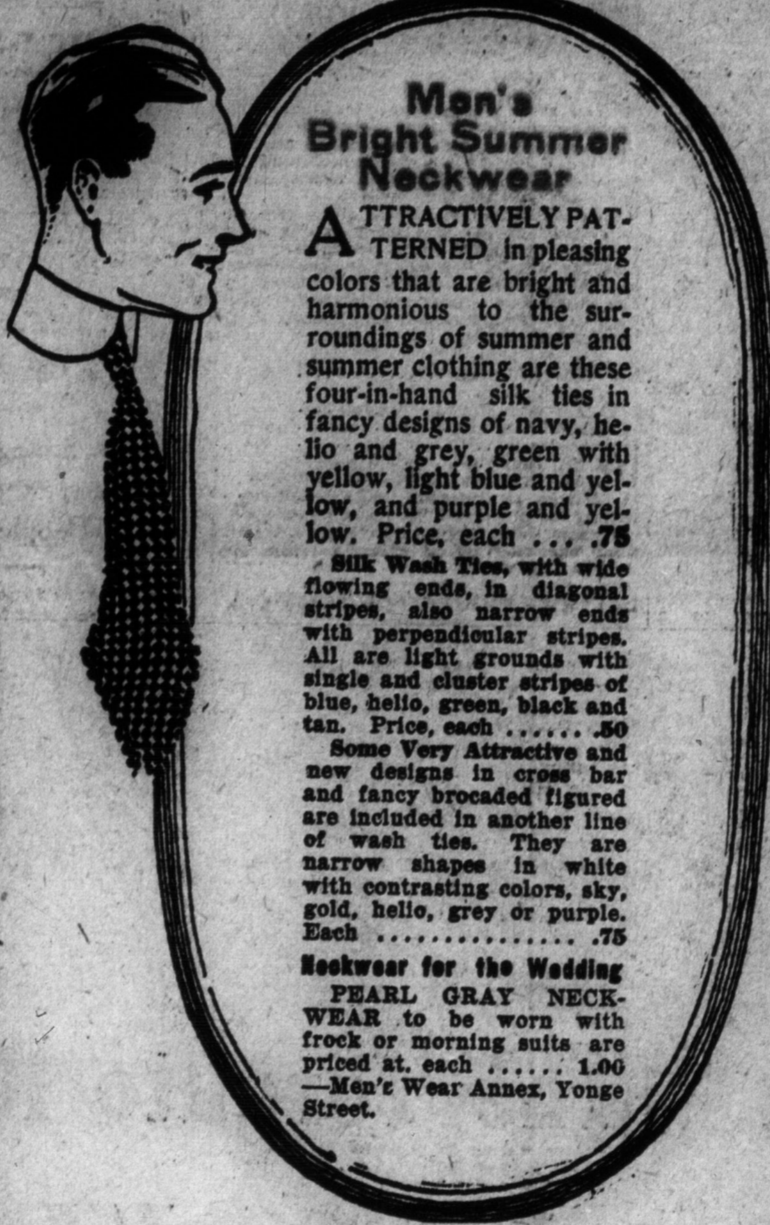 Men's
Bright Summer
Neckwear
ATTRACTIVELY PAT-
TERNED in pleasing
colors that are bright and
harmonious to the sur-
roundings of summer and
summer clothing are these
four-in-hand silk ties in
fancy designs of navy, he-
lio and grey, green with
yellow, light blue and yel-
low, and purple and yel-
low. Price, each ... .75
Silk Wash Ties, with wide
flowing ends, in diagonal
stripes, also narrow ends
with perpendicular stripes.
All are light grounds with
single and cluster stripes of
blue, helio, green, black and
tan. Price, each ...... .50
Some Very Attractive and
new designs in cross bar
and fancy brocaded figured
are included in another line
of wash ties. They are
narrow shapes in white
with contrasting colors, sky,
gold, helio, grey or purple.
Each ............... .75
Neckwear for the Wedding
PEARL GRAY NECK-
WEAR to be worn with
frock or morning suits are
priced at, each ...... 1.00
—Men's Wear Annex, Yonge
Street.